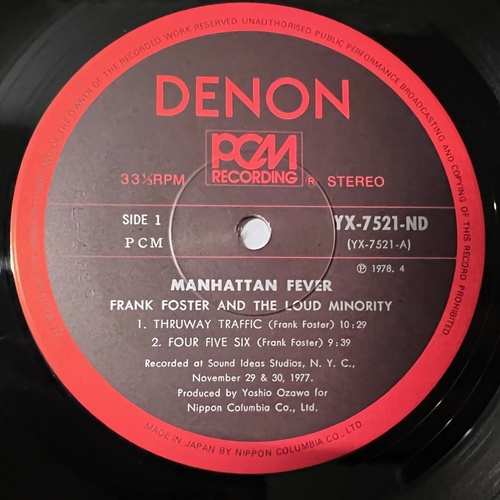 OF THE RECORDED WORK RESERVED UNAUTHORISED PUBLIC PERFORMANCE BROADCASTING AND COPYING OF THIS RECORD PROHIBITED
DENON
PCM
RECORDING
33⅓RPM
STEREO
SIDE 1
YX-7521-ND
PCM
(YX-7521-A)
Ⓟ 1978. 4
MANHATTAN FEVER
FRANK FOSTER AND THE LOUD MINORITY
1. THRUWAY TRAFFIC (Frank Foster) 10:29
2. FOUR FIVE SIX (Frank Foster) 9:39
Recorded at Sound Ideas Studios, N. Y. C.,
November 29 & 30, 1977.
Produced by Yoshio Ozawa for
Nippon Columbia Co., Ltd.
MADE IN JAPAN BY NIPPON COLUMBIA CO., LTD.